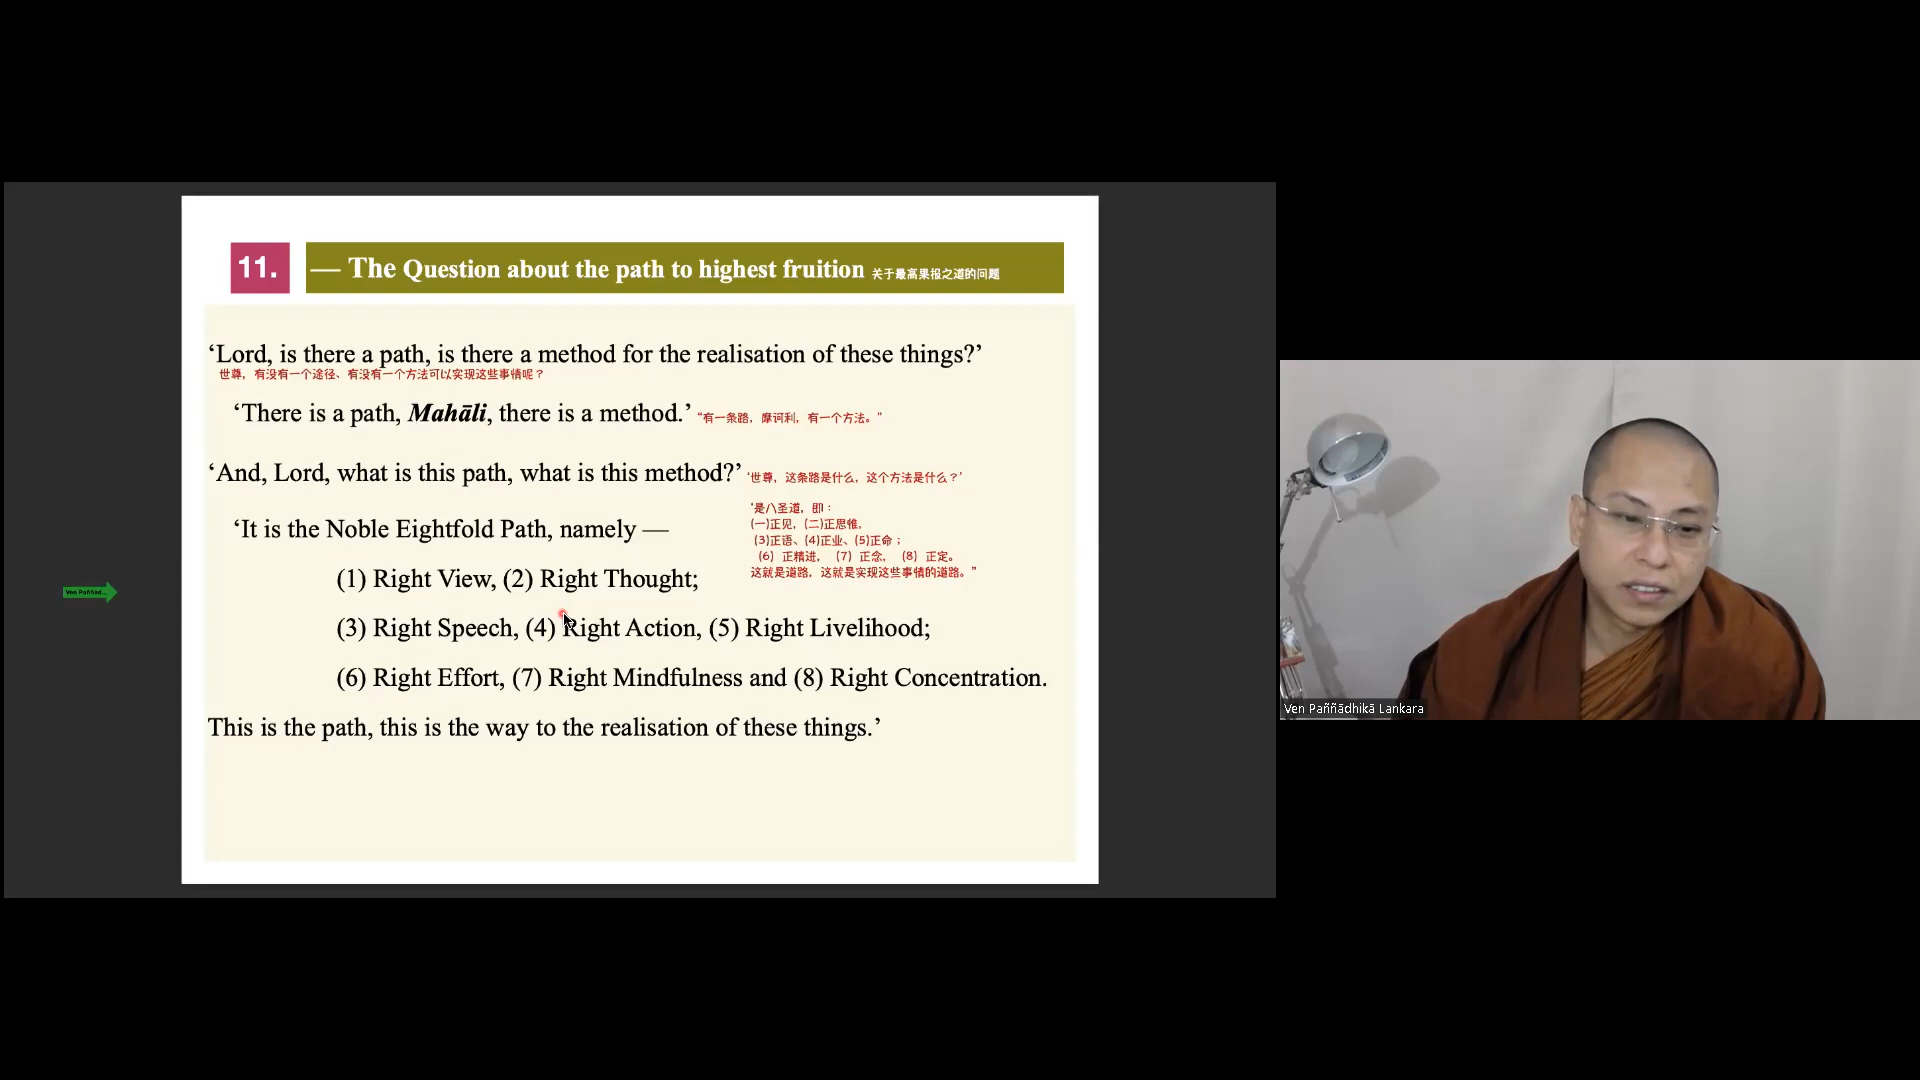 11.
— The Question about the path to highest fruition 关于最高果报之道的问题
‘Lord, is there a path, is there a method for the realisation of these things?’
世尊，有没有一个途径、有没有一个方法可以实现这些事情呢？
‘There is a path, Mahāli, there is a method.’ “有一条路，摩诃利，有一个方法。”
‘And, Lord, what is this path, what is this method?’ ‘世尊，这条路是什么，这个方法是什么？’
‘It is the Noble Eightfold Path, namely —
‘是八圣道，即：
(一)正见，(二)正思惟，
(3)正语、(4)正业、(5)正命；
（6）正精进，（7）正念，（8）正定。
这就是道路，这就是实现这些事情的道路。”
(1) Right View, (2) Right Thought;
(3) Right Speech, (4) Right Action, (5) Right Livelihood;
(6) Right Effort, (7) Right Mindfulness and (8) Right Concentration.
This is the path, this is the way to the realisation of these things.’
Ven Paññād...
Ven Paññādhikā Lankara